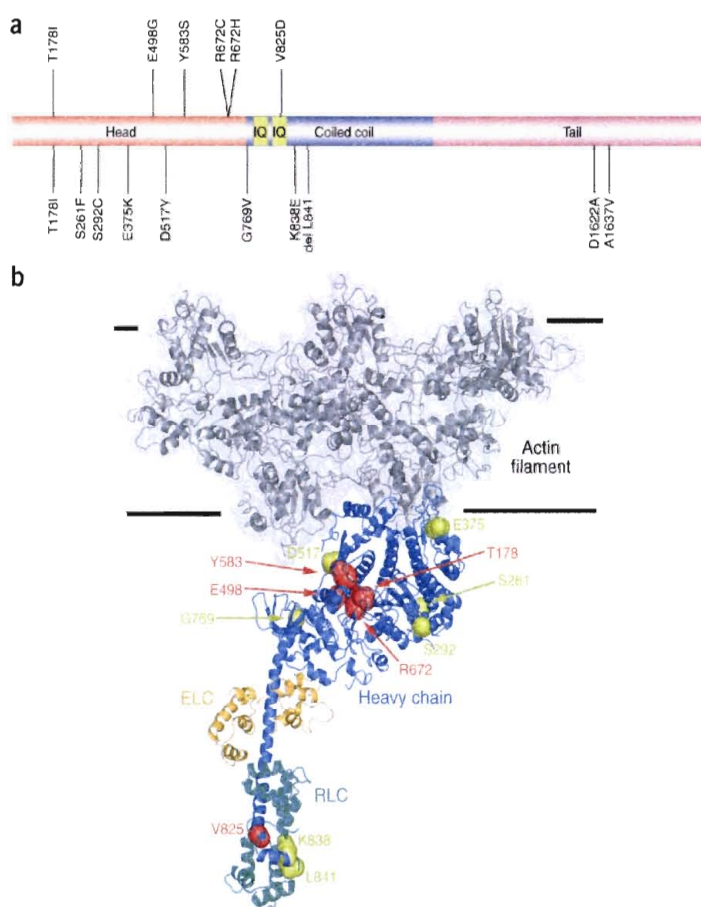 a
T178I
E498G
Y583S
R672C
R672H
V825D
Head
IQ
IQ
Coiled coil
Tail
T178I
S261F
S292C
E375K
D517Y
G769V
K838E
del L841
D1622A
A1637V
b
Actin
filament
E375
D517
Y583
T178
E498
S261
G769
S292
R672
ELC
Heavy chain
RLC
V825
K838
L841